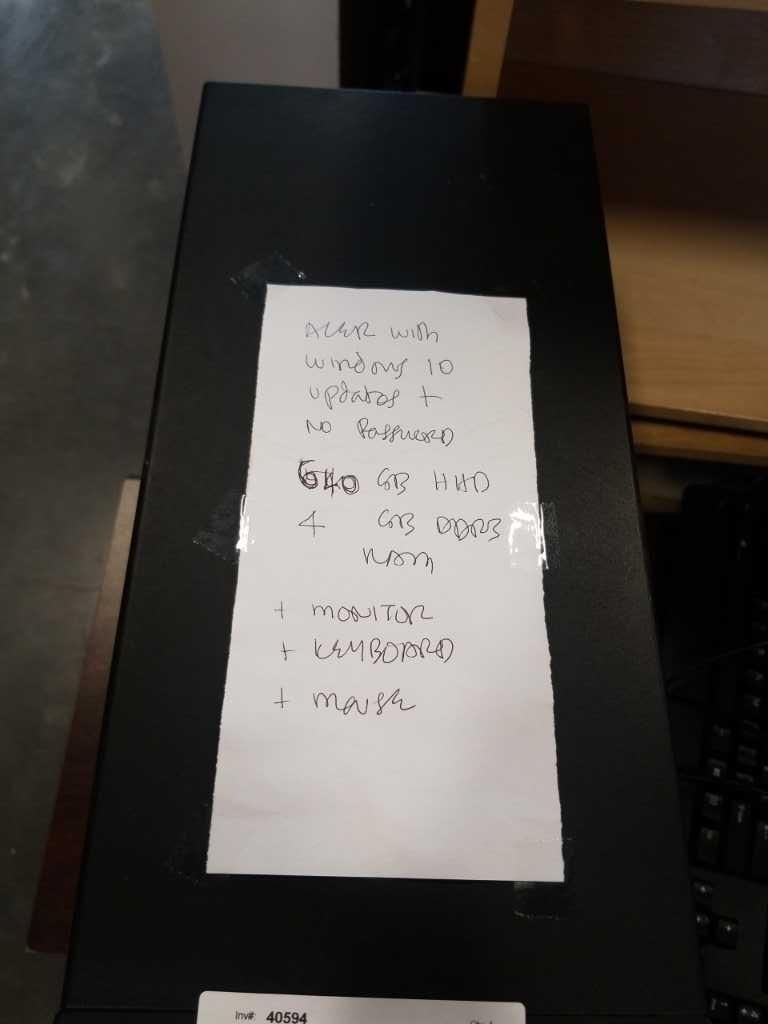 ACER with
windows 10
updates +
NO Password
640 GB HHD
4 GB DDR3
RAM
+ MONITOR
+ KEYBOARD
+ mouse
Inv#: 40594